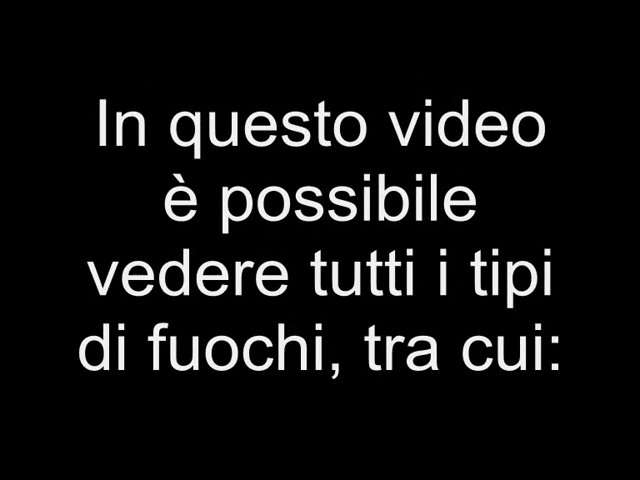 In questo video
è possibile
vedere tutti i tipi
di fuochi, tra cui: